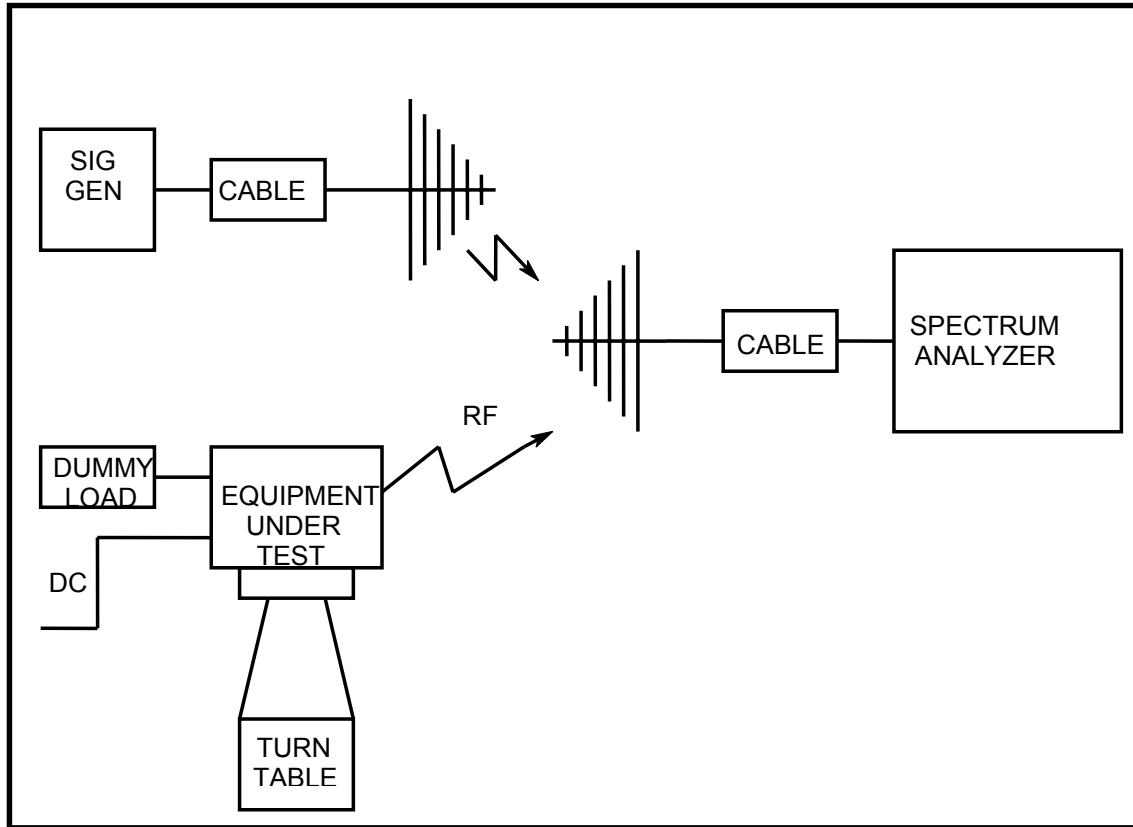 SIG
GEN
CABLE
CABLE
SPECTRUM
ANALYZER
RF
DUMMY
LOAD
EQUIPMENT
UNDER
TEST
DC
TURN
TABLE